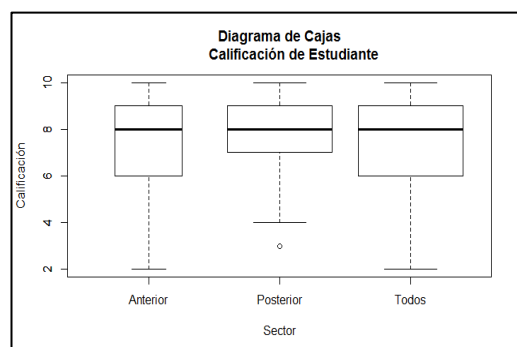 Diagrama de Cajas
Calificación de Estudiante
10
8
6
4
2
Calificación
Anterior Posterior Todos
Sector